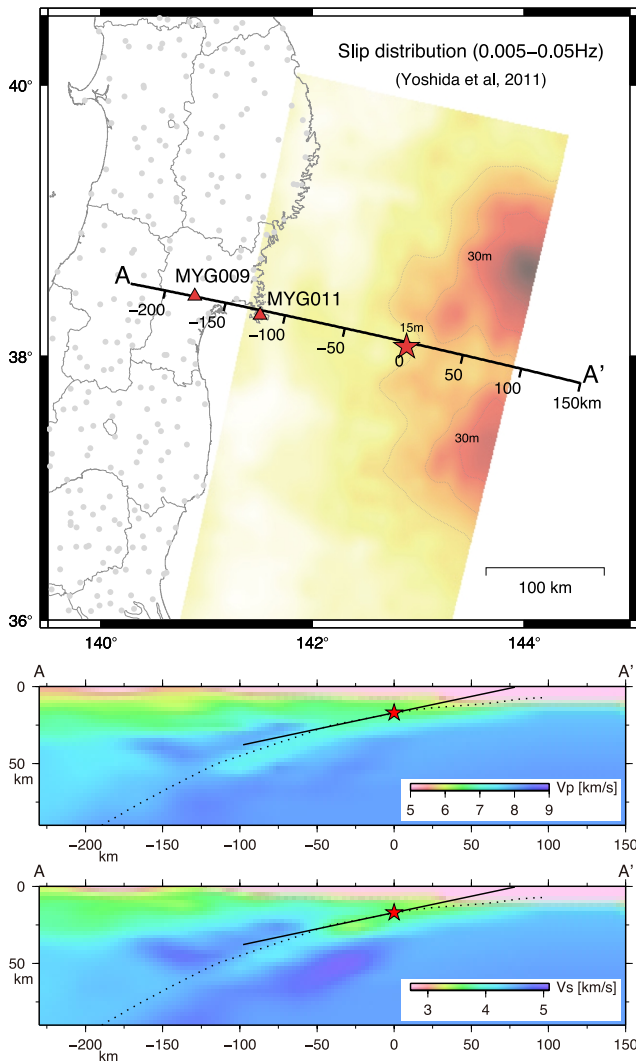 Slip distribution (0.005−0.05Hz)
(Yoshida et al, 2011)
40°
30m
A
MYG009
−200
MYG011
−150
−100
−50
15m
0
50
100
A'
150km
38°
30m
100 km
36°
140°
142°
144°
A
A'
0
50
km
5 6 7 8 9
Vp [km/s]
−200 −150 −100 −50 0 50 100 150
km
A
A'
0
50
km
3 4 5
Vs [km/s]
−200 −150 −100 −50 0 50 100 150
km